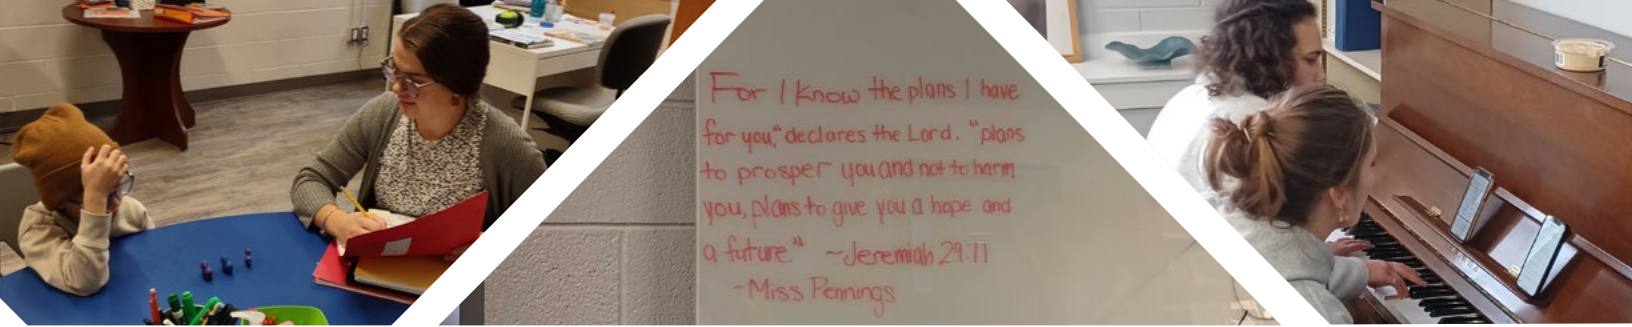 For I know the plans I have
for you," declares the Lord. "plans
to prosper you and not to harm
you, plans to give you a hope and
a future." ~Jeremiah 29:11
-Miss Pennings